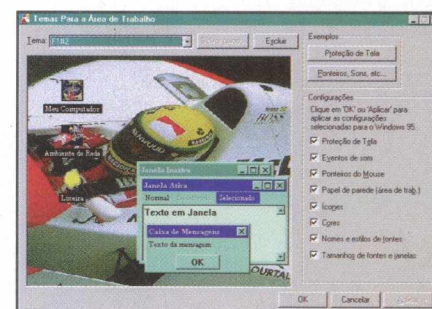 Temas Para a Área de Trabalho
Tema: F1B2
Excluir
Meu Computador
Ambiente de Rede
Lixeira
Janela Inativa
Janela Ativa
Normal
Selecionado
Texto em Janela
Caixa de Mensagens
Texto da mensagem
OK
Exemplos
Proteção de Tela
Ponteiros, Sons, etc...
Configurações
Clique em 'OK' ou 'Aplicar' para
aplicar as configurações
selecionadas para o Windows 95.
Proteção de Tela
Eventos de som
Ponteiros do Mouse
Papel de parede (área de trab.)
Ícones
Cores
Nomes e estilos de fontes
Tamanhos de fontes e janelas
OK
Cancelar